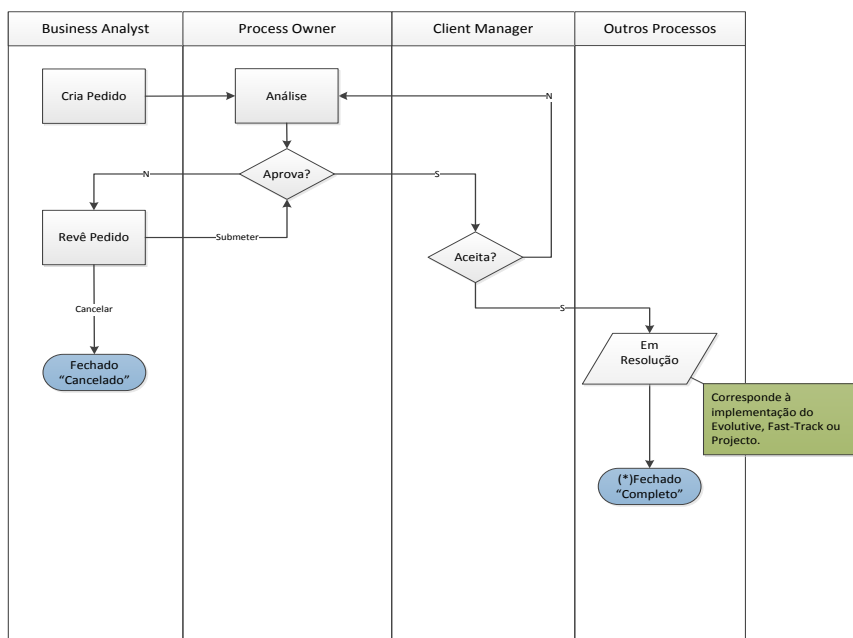 Business Analyst
Process Owner
Client Manager
Outros Processos
Cria Pedido
Análise
N
Aprova?
N
S
Revê Pedido
Submeter
Aceita?
Cancelar
S
Fechado
“Cancelado”
Em
Resolução
Corresponde à
implementação do
Evolutive, Fast-Track ou
Projecto.
(*)Fechado
“Completo”